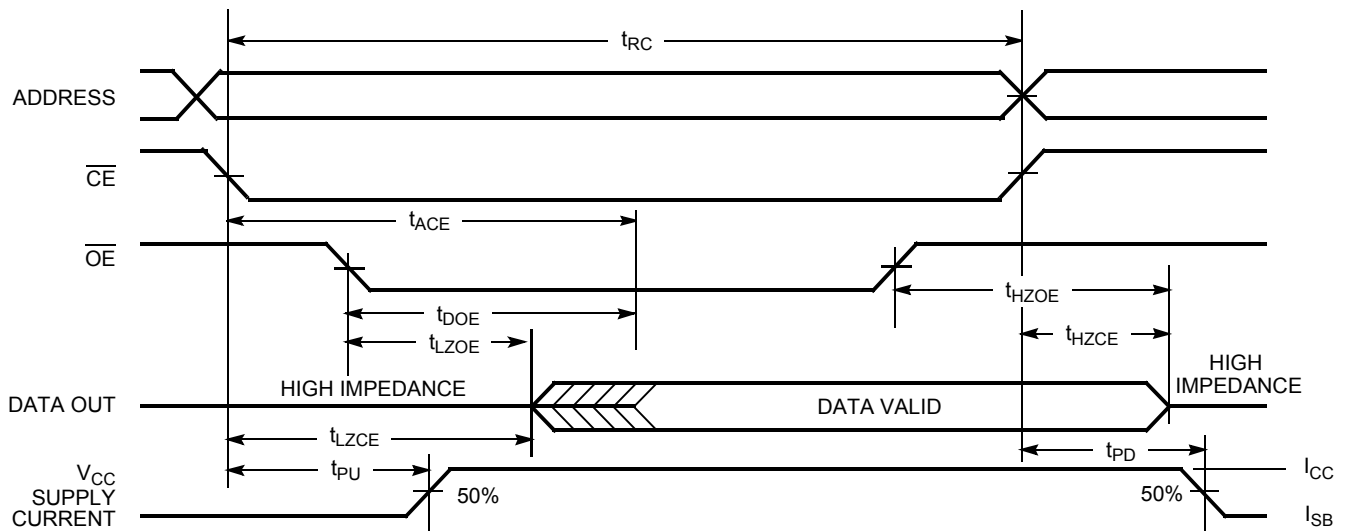 tRC
ADDRESS
CE
tACE
OE
tHZOE
tDOE
tHZCE
tLZOE
HIGH IMPEDANCE
HIGH
IMPEDANCE
DATA OUT
DATA VALID
tLZCE
tPU
tPD
VCC
SUPPLY
CURRENT
50%
50%
ICC
ISB